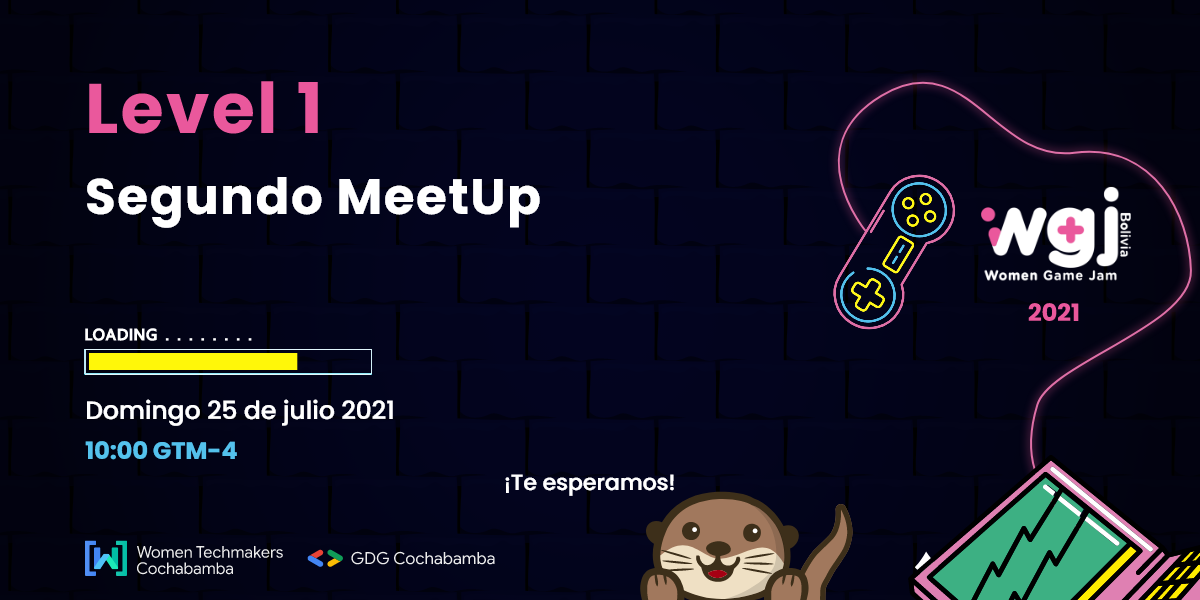 Level 1
Segundo MeetUp
LOADING ........
Domingo 25 de julio 2021
10:00 GTM-4
¡Te esperamos!
Women Techmakers
Cochabamba
GDG Cochabamba
wgj
Bolivia
Women Game Jam
2021